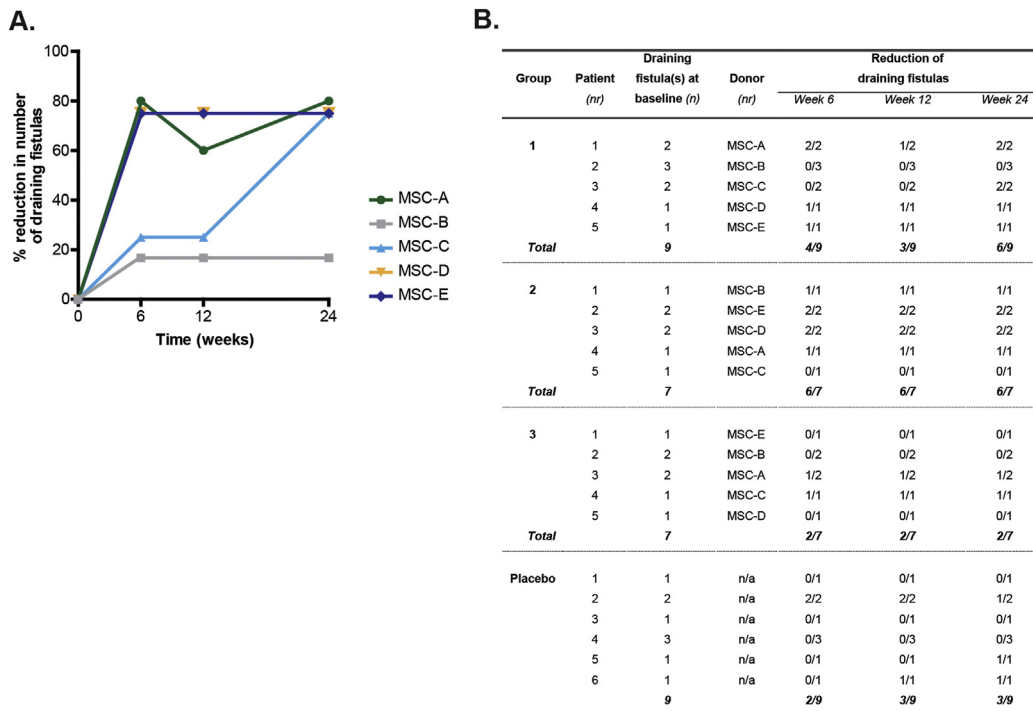 A.
% reduction in number
of draining fistulas
100
80
60
40
20
0
0 6 12 24
Time (weeks)
MSC-A
MSC-B
MSC-C
MSC-D
MSC-E
B.
Group Patient (nr) Draining fistula(s) at baseline (n) Donor (nr) Reduction of draining fistulas
Week 6 Week 12 Week 24
1 1 2 MSC-A 2/2 1/2 2/2
2 3 MSC-B 0/3 0/3 0/3
3 2 MSC-C 0/2 0/2 2/2
4 1 MSC-D 1/1 1/1 1/1
5 1 MSC-E 1/1 1/1 1/1
Total 9 4/9 3/9 6/9
2 1 1 MSC-B 1/1 1/1 1/1
2 2 MSC-E 2/2 2/2 2/2
3 2 MSC-D 2/2 2/2 2/2
4 1 MSC-A 1/1 1/1 1/1
5 1 MSC-C 0/1 0/1 0/1
Total 7 6/7 6/7 6/7
3 1 1 MSC-E 0/1 0/1 0/1
2 2 MSC-B 0/2 0/2 0/2
3 2 MSC-A 1/2 1/2 1/2
4 1 MSC-C 1/1 1/1 1/1
5 1 MSC-D 0/1 0/1 0/1
Total 7 2/7 2/7 2/7
Placebo 1 1 n/a 0/1 0/1 0/1
2 2 n/a 2/2 2/2 1/2
3 1 n/a 0/1 0/1 0/1
4 3 n/a 0/3 0/3 0/3
5 1 n/a 0/1 0/1 1/1
6 1 n/a 0/1 1/1 1/1
9 2/9 3/9 3/9